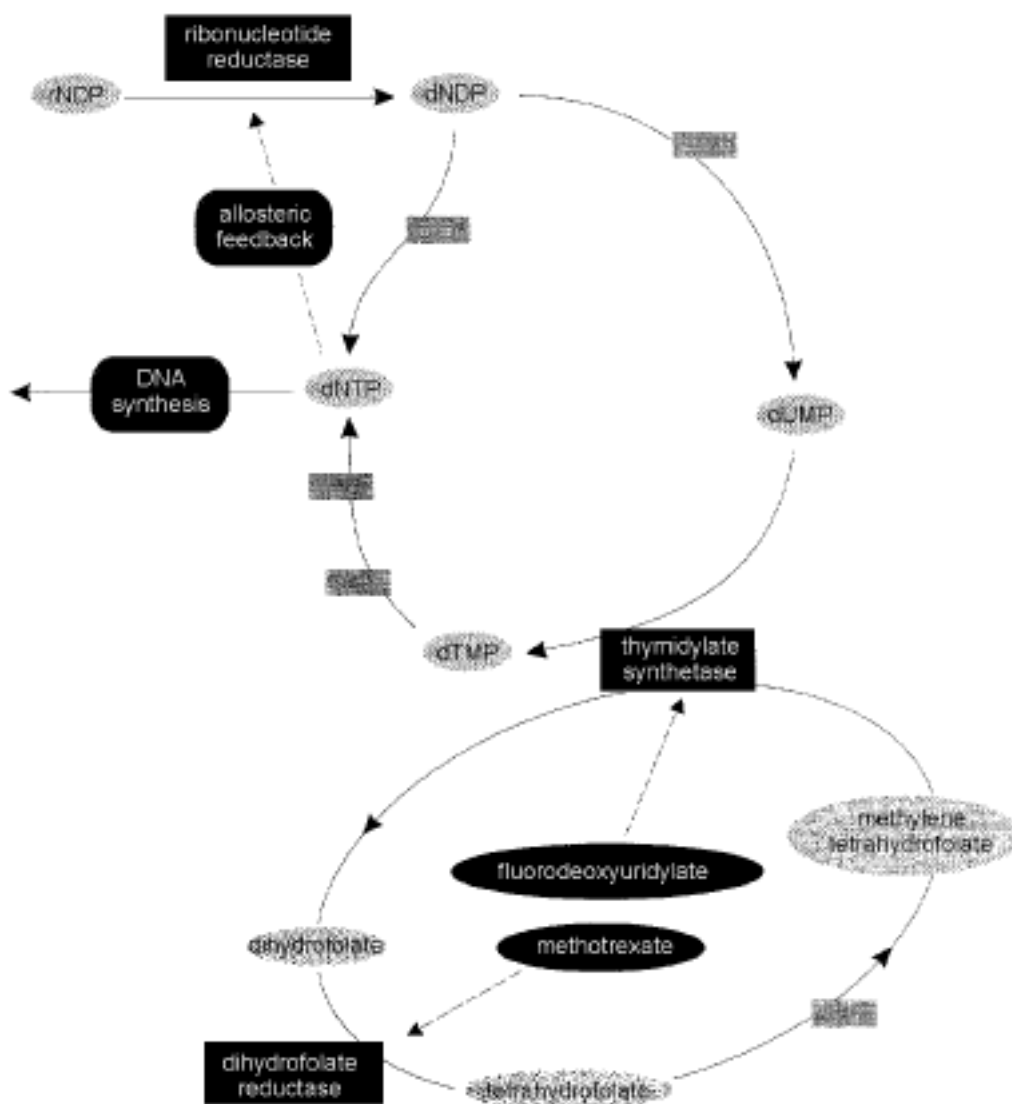 ribonucleotide
reductase
rNDP
dNDP
allosteric
feedback
DNA
synthesis
dNTP
dUMP
dTMP
thymidylate
synthetase
methylene
tetrahydrofolate
fluorodeoxyuridylate
dihydrofolate
methotrexate
dihydrofolate
reductase
tetrahydrofolate